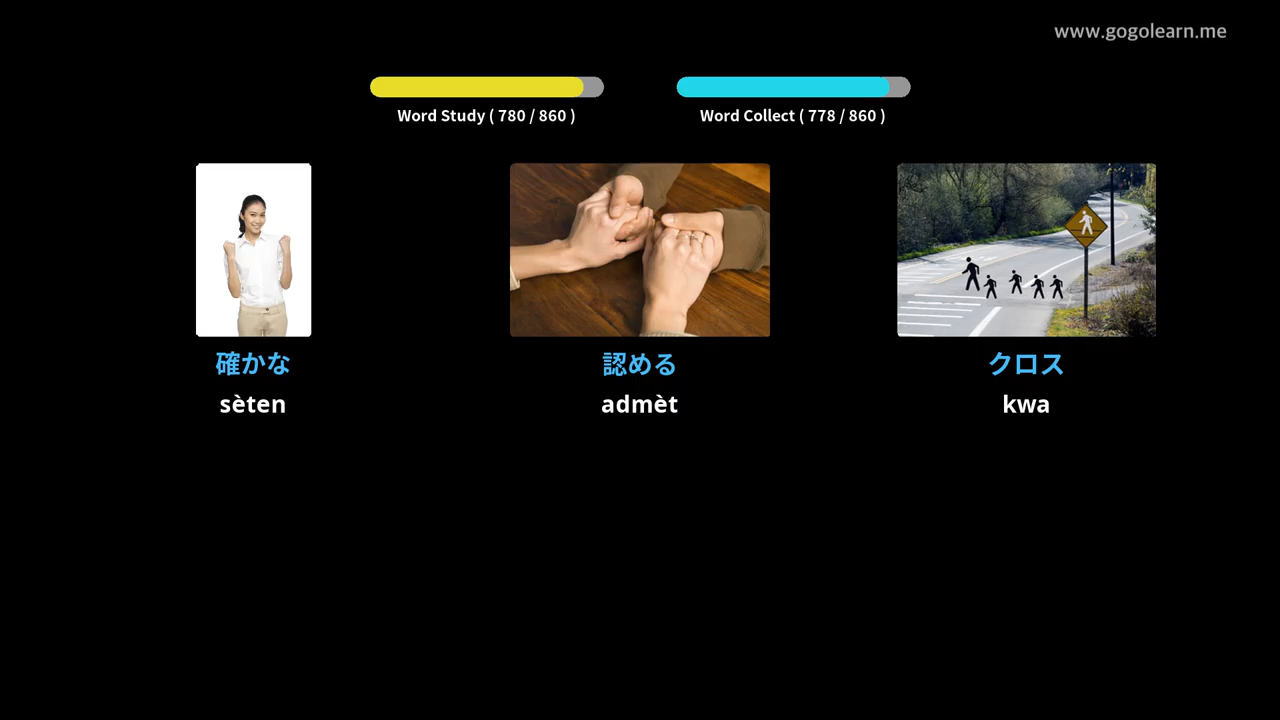 www.gogolearn.me
Word Study ( 780 / 860 )
Word Collect ( 778 / 860 )
確かな
sèten
認める
admèt
クロス
kwa